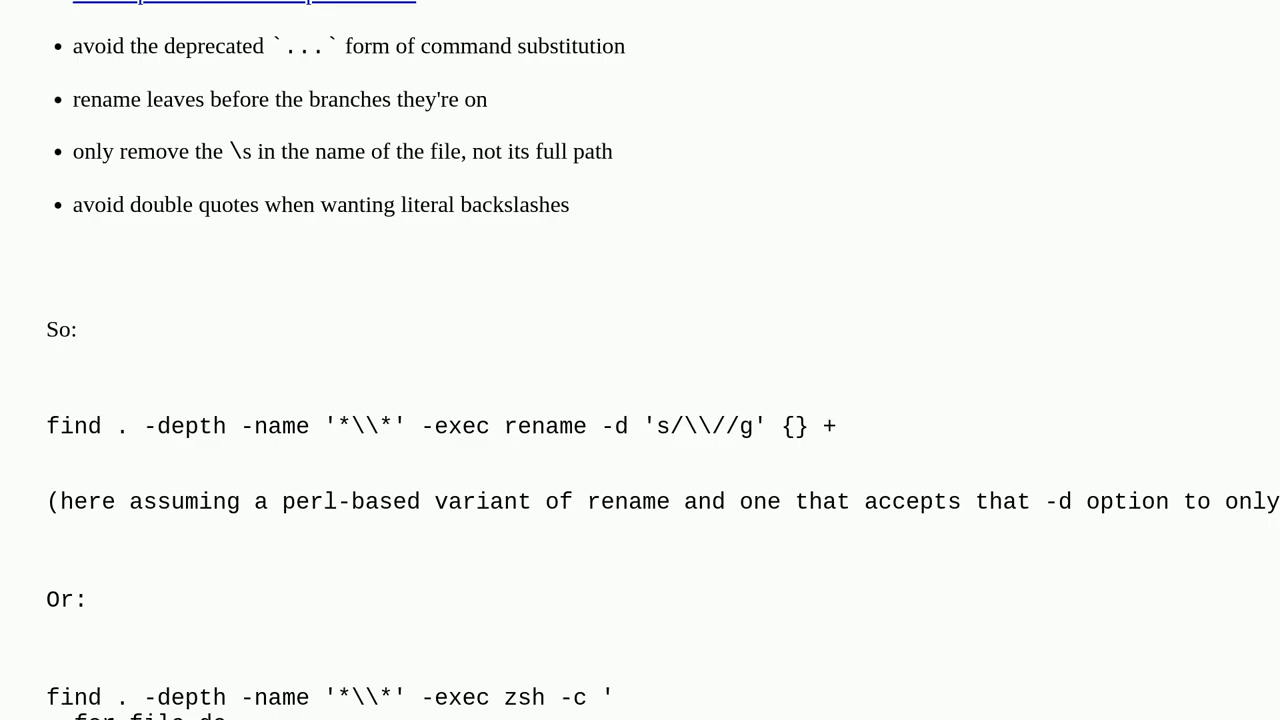 avoid the deprecated `...` form of command substitution
rename leaves before the branches they're on
only remove the \s in the name of the file, not its full path
avoid double quotes when wanting literal backslashes
So:
find . -depth -name '*\\*' -exec rename -d 's/\\//g' {} +
(here assuming a perl-based variant of rename and one that accepts that -d option to only
Or:
find . -depth -name '*\\*' -exec zsh -c '
for file do